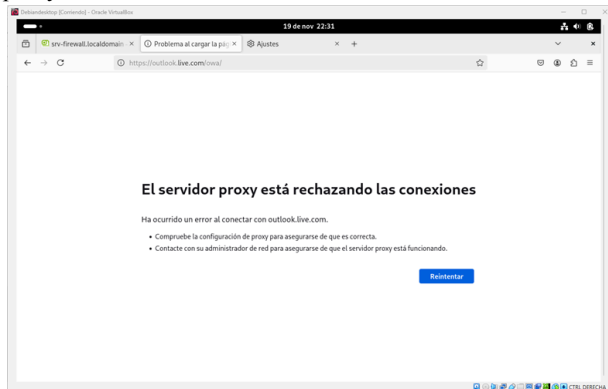 Debiandesktop [Corriendo] - Oracle VirtualBox
19 de nov 22:31
srv-firewall.localdomain
Problema al cargar la pág
Ajustes
https://outlook.live.com/owa/
El servidor proxy está rechazando las conexiones
Ha ocurrido un error al conectar con outlook.live.com.
• Compruebe la configuración de proxy para asegurarse de que es correcta.
• Contacte con su administrador de red para asegurarse de que el servidor proxy está funcionando.
Reintentar
CTRL DERECHA